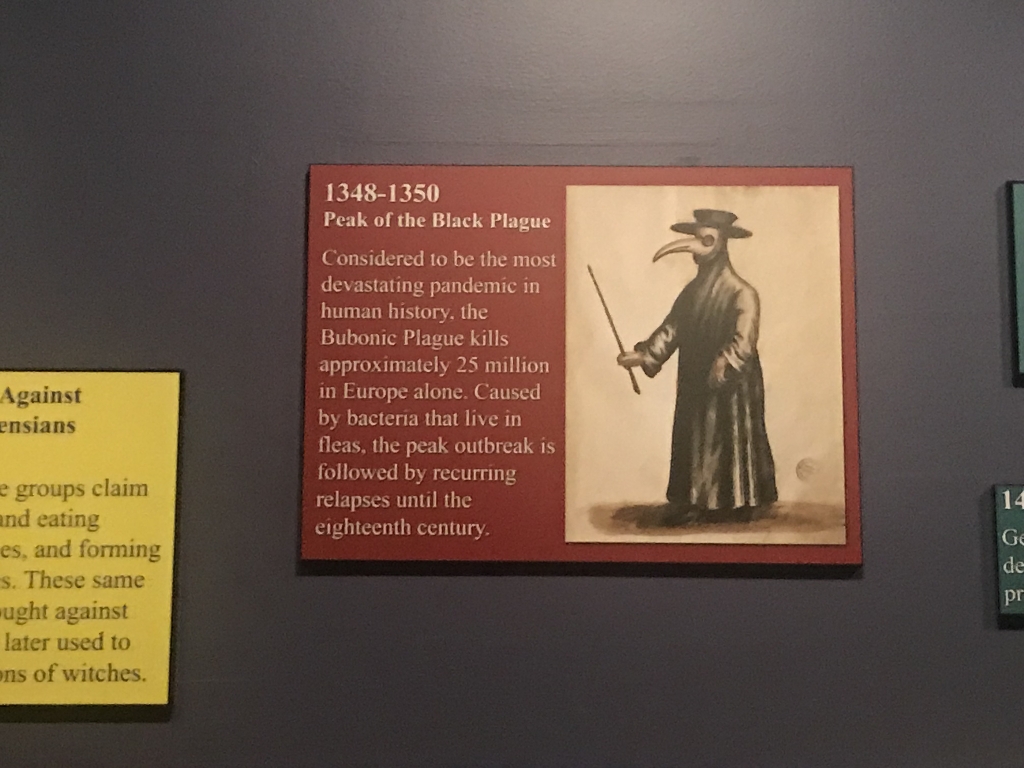 1348-1350
Peak of the Black Plague
Considered to be the most
devastating pandemic in
human history, the
Bubonic Plague kills
approximately 25 million
in Europe alone. Caused
by bacteria that live in
fleas, the peak outbreak is
followed by recurring
relapses until the
eighteenth century.
Against
ensians
e groups claim
and eating
es, and forming
s. These same
ought against
later used to
ons of witches.
14
Ge
de
pr